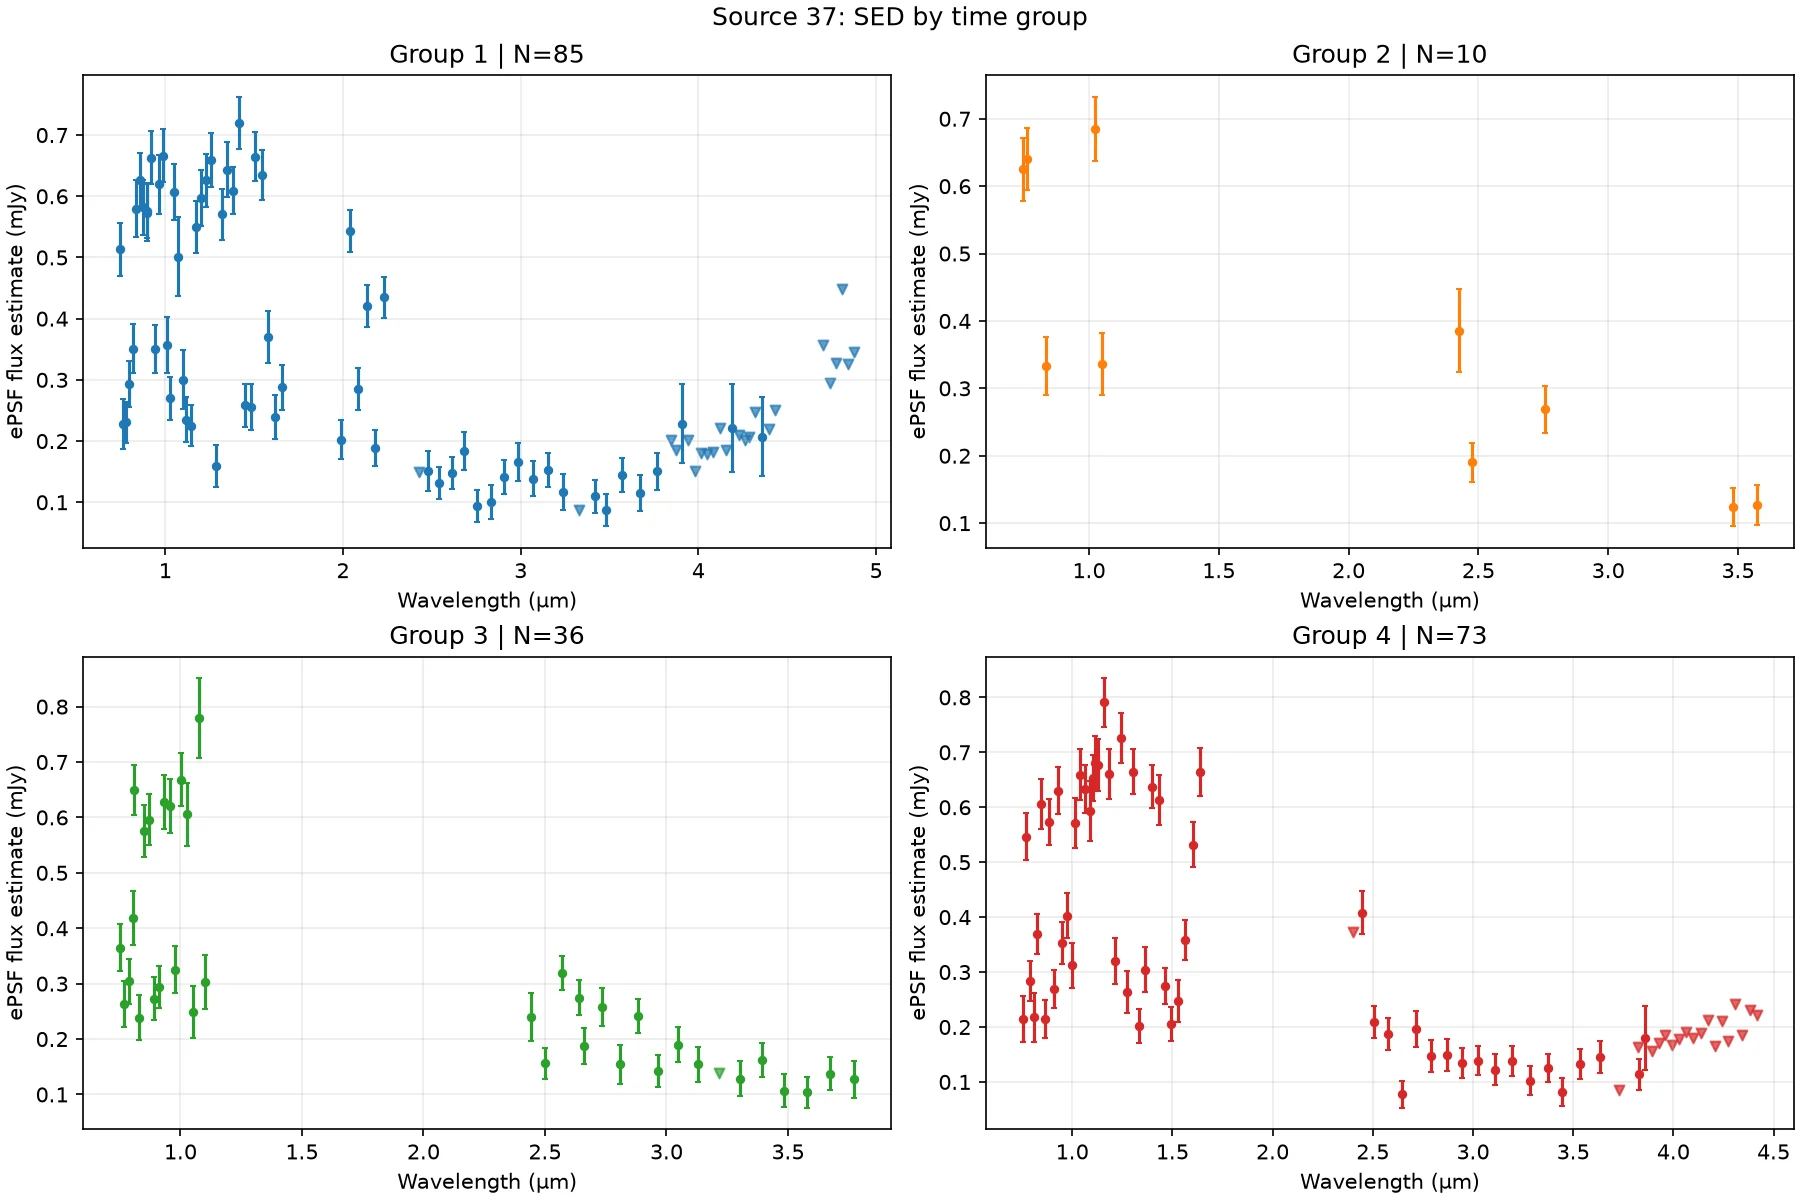 Source 37: SED by time group
Group 1 | N=85
ePSF flux estimate (mJy)
0.7
0.6
0.5
0.4
0.3
0.2
0.1
1 2 3 4 5
Wavelength (µm)
Group 2 | N=10
ePSF flux estimate (mJy)
0.7
0.6
0.5
0.4
0.3
0.2
0.1
1.0 1.5 2.0 2.5 3.0 3.5
Wavelength (µm)
Group 3 | N=36
ePSF flux estimate (mJy)
0.8
0.7
0.6
0.5
0.4
0.3
0.2
0.1
1.0 1.5 2.0 2.5 3.0 3.5
Wavelength (µm)
Group 4 | N=73
ePSF flux estimate (mJy)
0.8
0.7
0.6
0.5
0.4
0.3
0.2
0.1
1.0 1.5 2.0 2.5 3.0 3.5 4.0 4.5
Wavelength (µm)